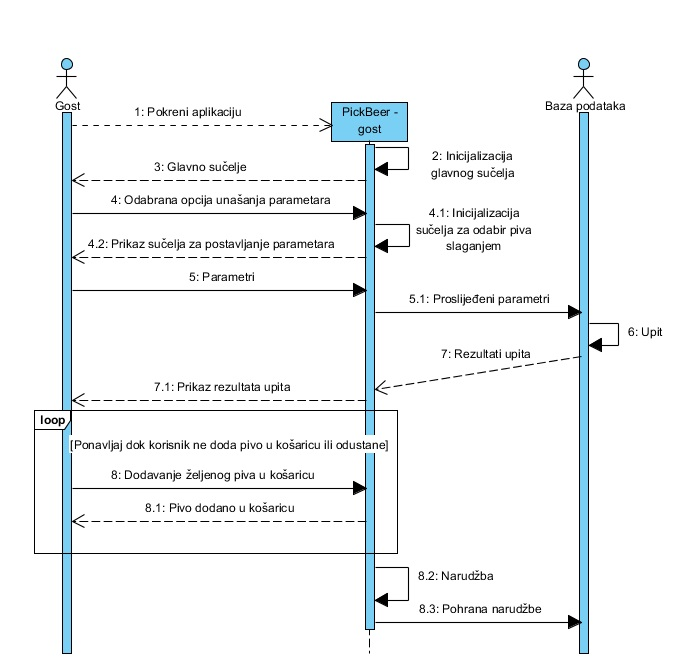 Gost
Baza podataka
PickBeer -
gost
1: Pokreni aplikaciju
2: Inicijalizacija
glavnog sučelja
3: Glavno sučelje
4: Odabrana opcija unašanja parametara
4.1: Inicijalizacija
sučelja za odabir piva
slaganjem
4.2: Prikaz sučelja za postavljanje parametara
5: Parametri
5.1: Proslijeđeni parametri
6: Upit
7: Rezultati upita
7.1: Prikaz rezultata upita
loop
[Ponavljaj dok korisnik ne doda pivo u košaricu ili odustane]
8: Dodavanje željenog piva u košaricu
8.1: Pivo dodano u košaricu
8.2: Narudžba
8.3: Pohrana narudžbe